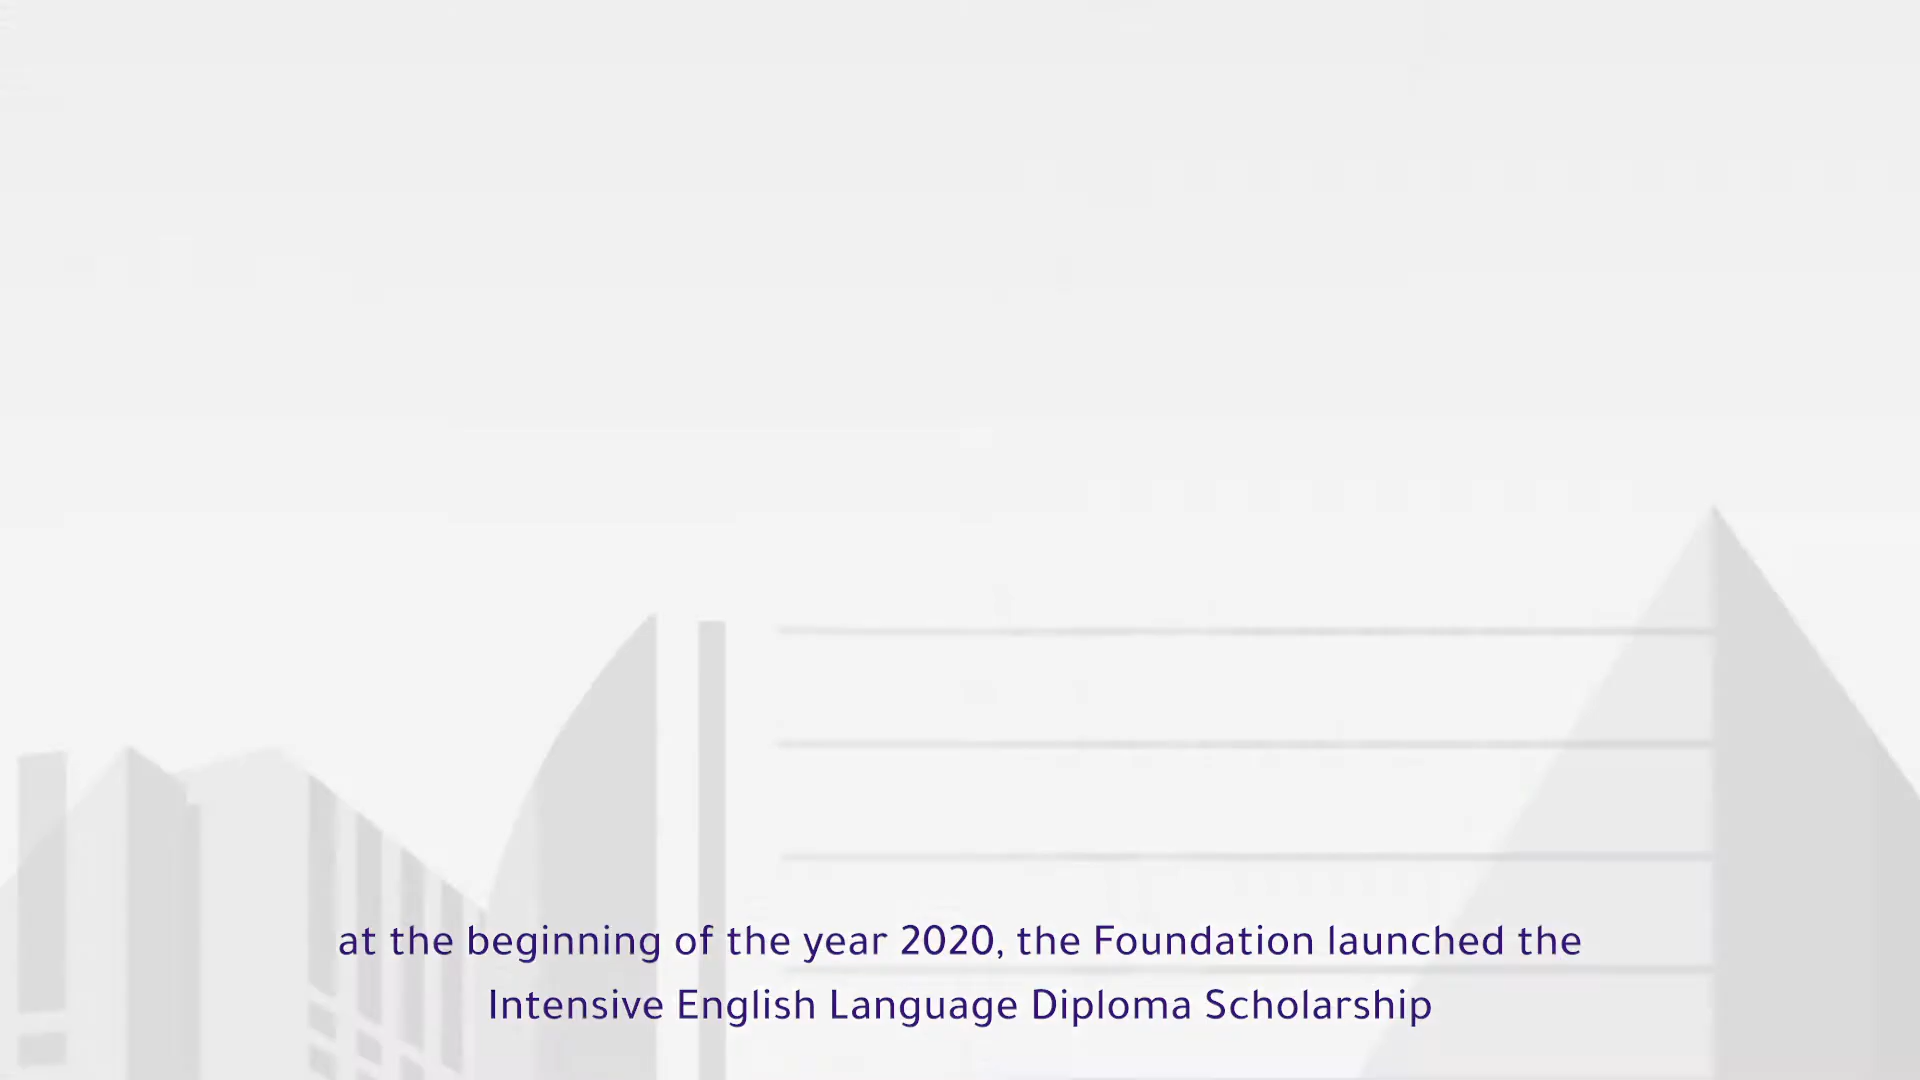 at the beginning of the year 2020, the Foundation launched the
Intensive English Language Diploma Scholarship